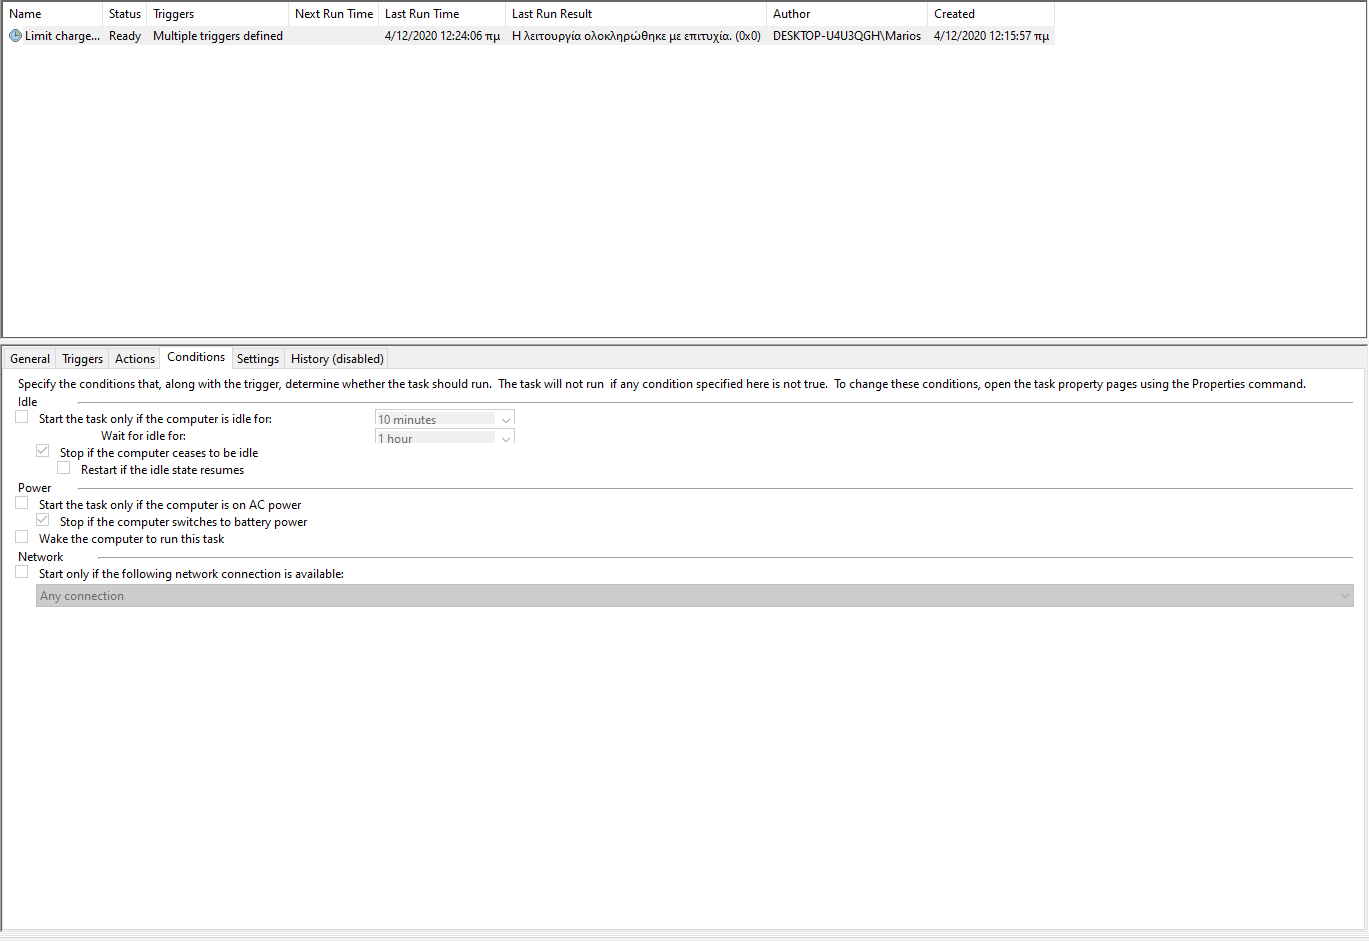 Name Status Triggers Next Run Time Last Run Time Last Run Result Author Created
Limit charge... Ready Multiple triggers defined 4/12/2020 12:24:06 πμ Η λειτουργία ολοκληρώθηκε με επιτυχία. (0x0) DESKTOP-U4U3QGH\Marios 4/12/2020 12:15:57 πμ
General Triggers Actions Conditions Settings History (disabled)
Specify the conditions that, along with the trigger, determine whether the task should run. The task will not run if any condition specified here is not true. To change these conditions, open the task property pages using the Properties command.
Idle
Start the task only if the computer is idle for: 10 minutes
Wait for idle for: 1 hour
Stop if the computer ceases to be idle
Restart if the idle state resumes
Power
Start the task only if the computer is on AC power
Stop if the computer switches to battery power
Wake the computer to run this task
Network
Start only if the following network connection is available:
Any connection